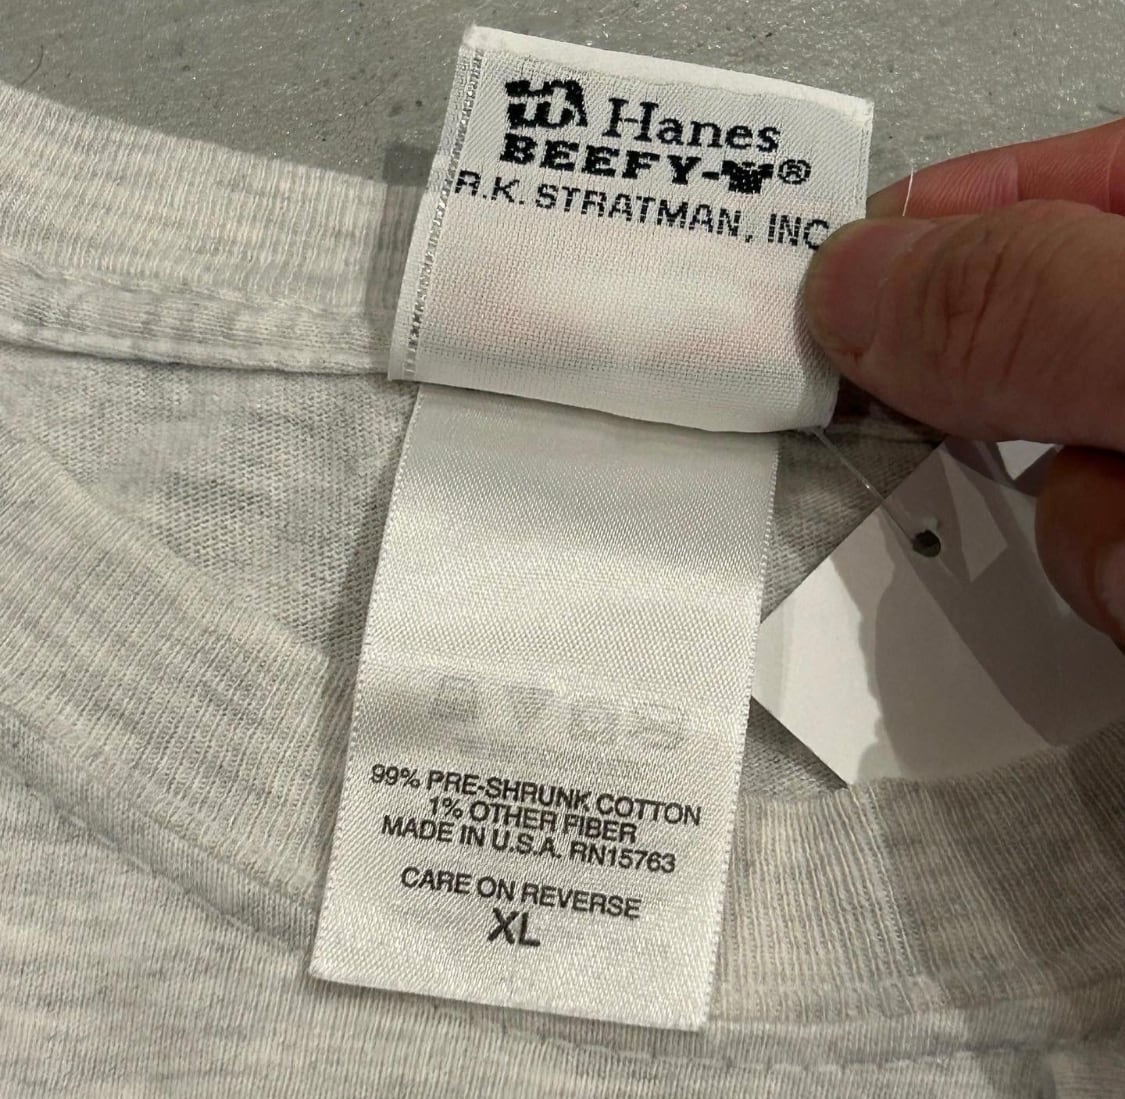 Hanes
BEEFY-T®
R.K. STRATMAN, INC
99% PRE-SHRUNK COTTON
1% OTHER FIBER
MADE IN U.S.A. RN15763
CARE ON REVERSE
XL